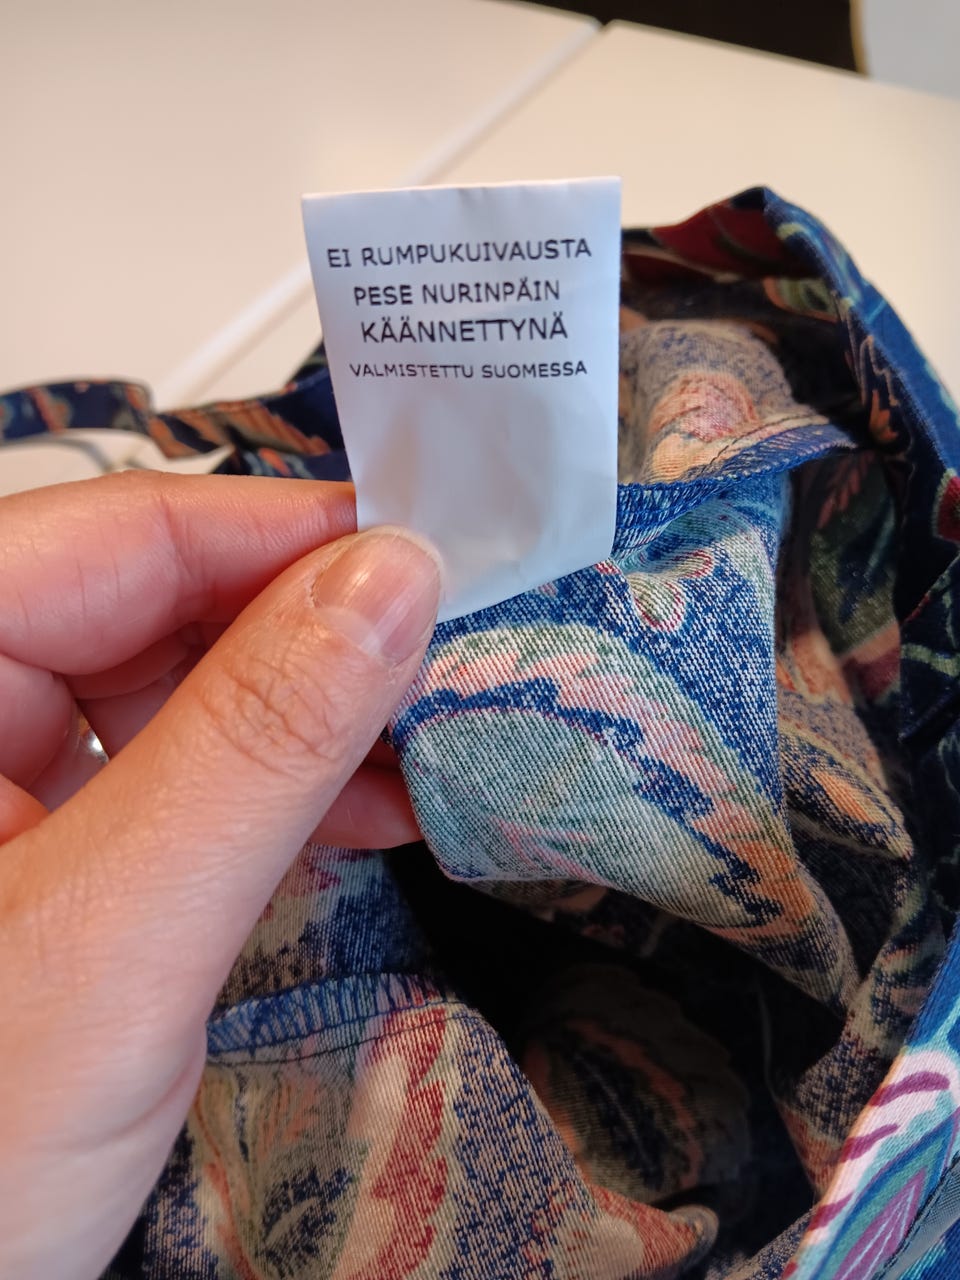 EI RUMPUKUIVAUSTA
PESE NURINPÄIN
KÄÄNNETTYNÄ
VALMISTETTU SUOMESSA